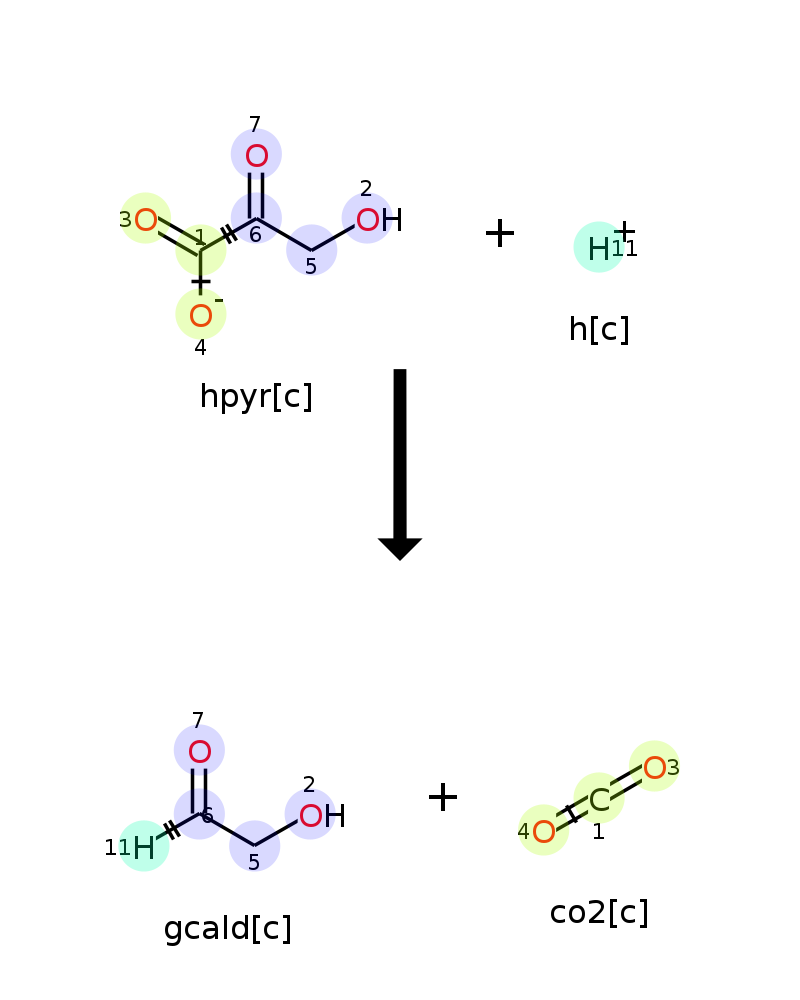 7
O
2
3 O 1 OH
6
5
O -
4
hpyr[c]
+
H + 11
h[c]
7
O
2
6 OH
11 H
5
gcald[c]
+
O 3
C
4 O 1
co2[c]